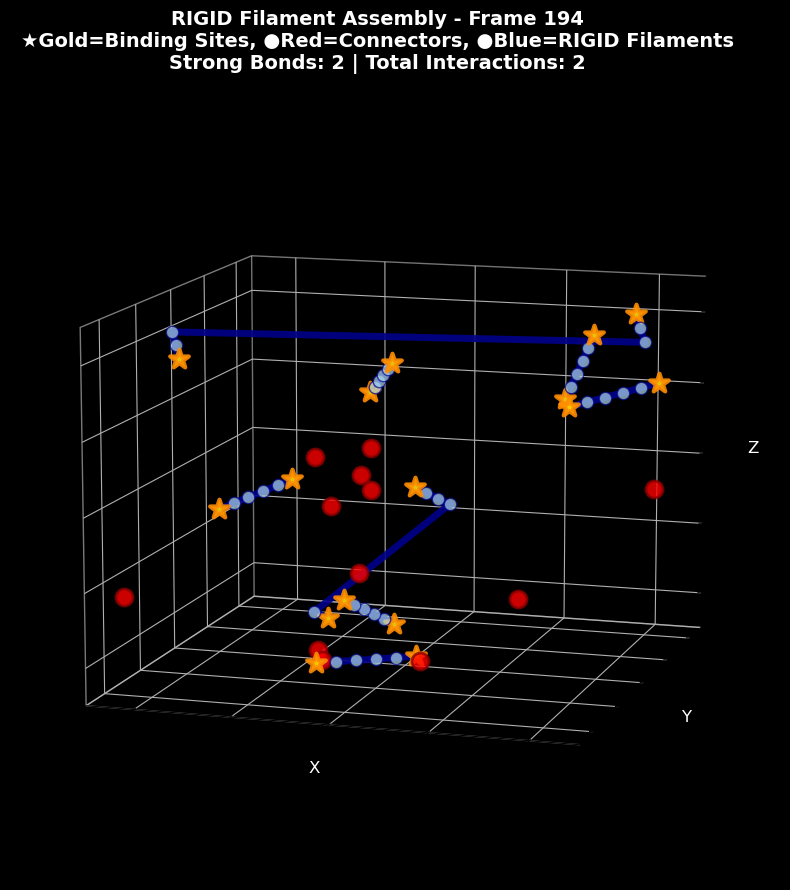 RIGID Filament Assembly - Frame 194
★Gold=Binding Sites, ●Red=Connectors, ●Blue=RIGID Filaments
Strong Bonds: 2 | Total Interactions: 2
Z
Y
X